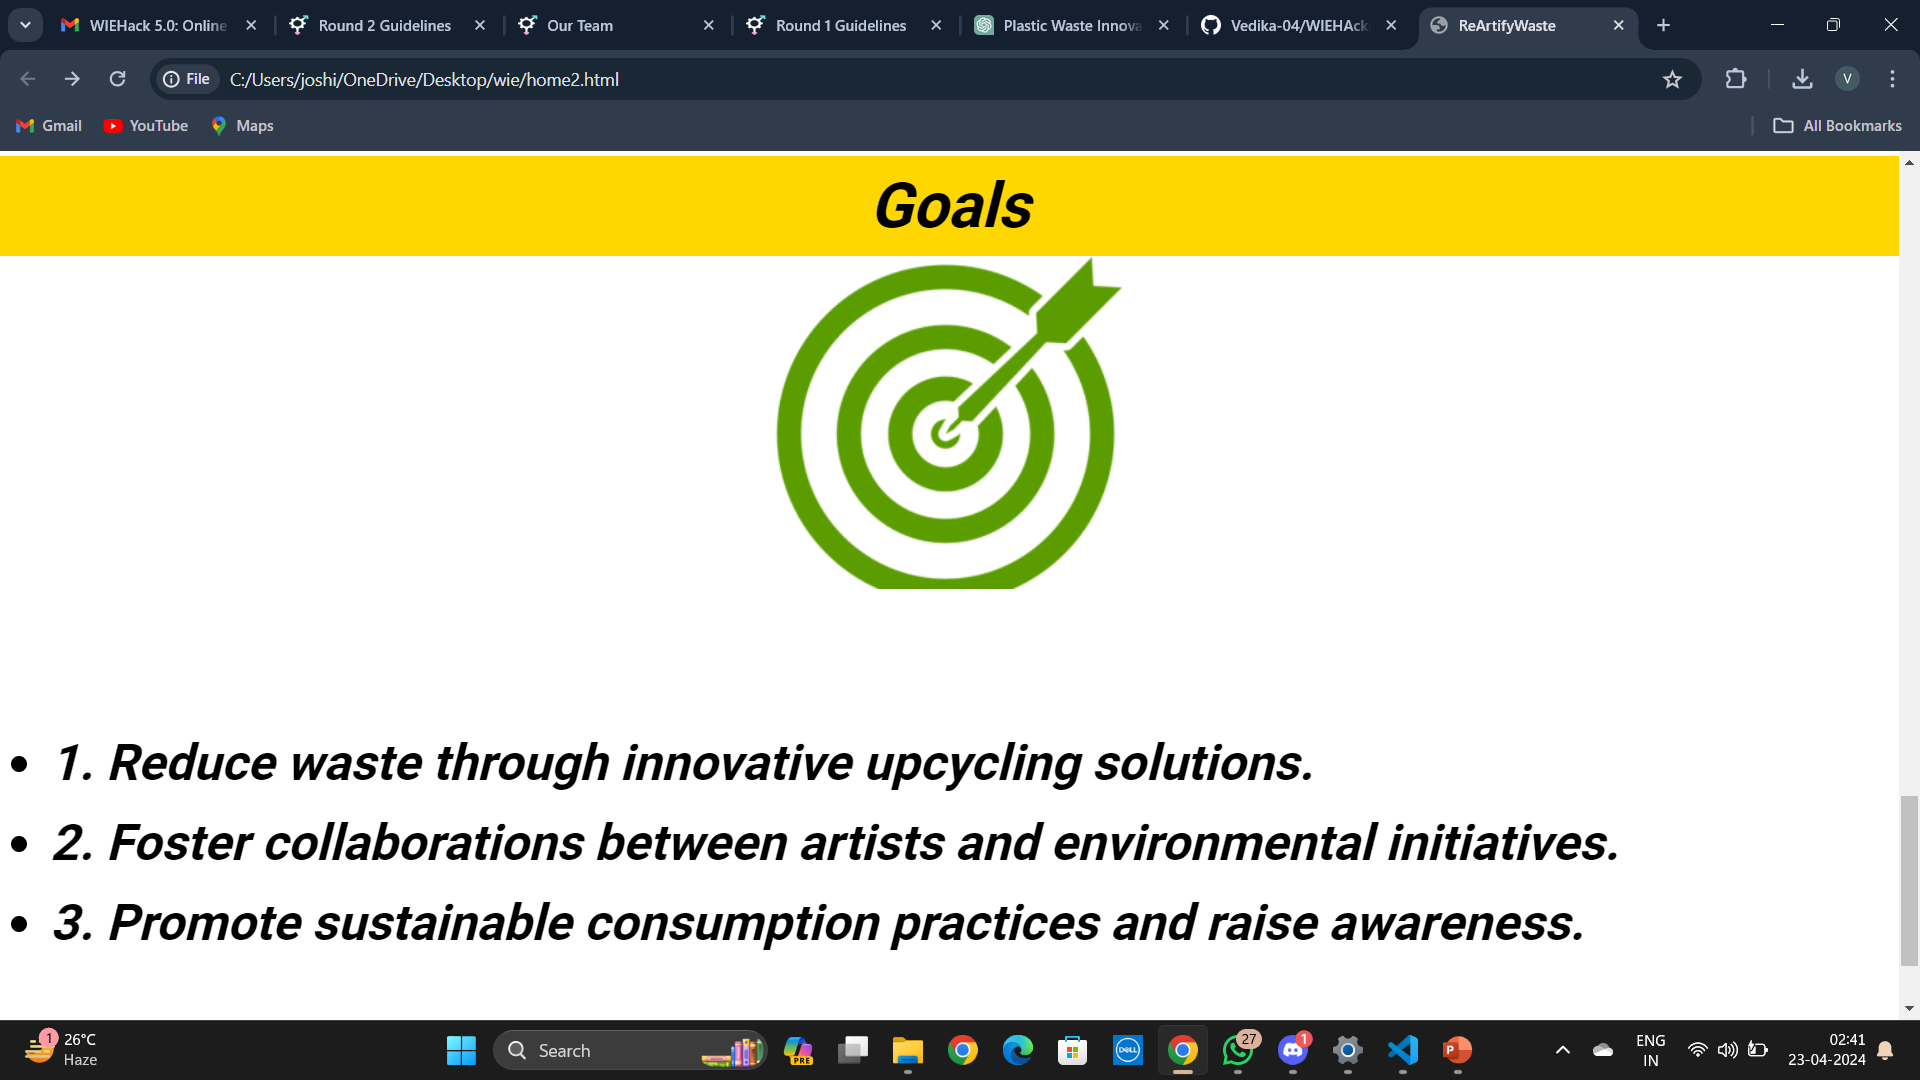 WIEHack 5.0: Online
Round 2 Guidelines
Our Team
Round 1 Guidelines
Plastic Waste Innova
Vedika-04/WIEHAck
ReArtifyWaste
File
C:/Users/joshi/OneDrive/Desktop/wie/home2.html
V
Gmail
YouTube
Maps
All Bookmarks
Goals
• 1. Reduce waste through innovative upcycling solutions.
• 2. Foster collaborations between artists and environmental initiatives.
• 3. Promote sustainable consumption practices and raise awareness.
1
26°C
Haze
Search
PRE
DELL
27
1
P
ENG
IN
02:41
23-04-2024